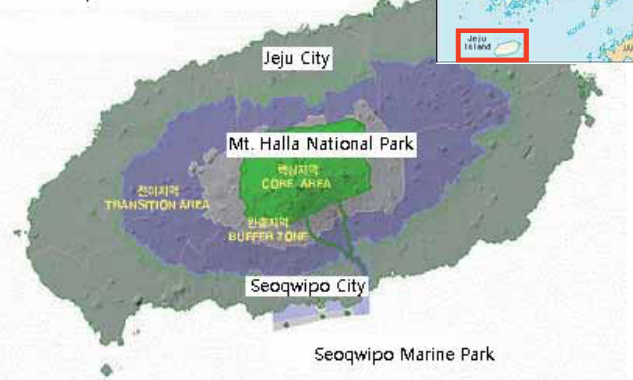 Jeju
Island
Jeju City
Mt. Halla National Park
핵심지역
CORE AREA
전이지역
TRANSITION AREA
완충지역
BUFFER ZONE
Seoqwipo City
Seoqwipo Marine Park